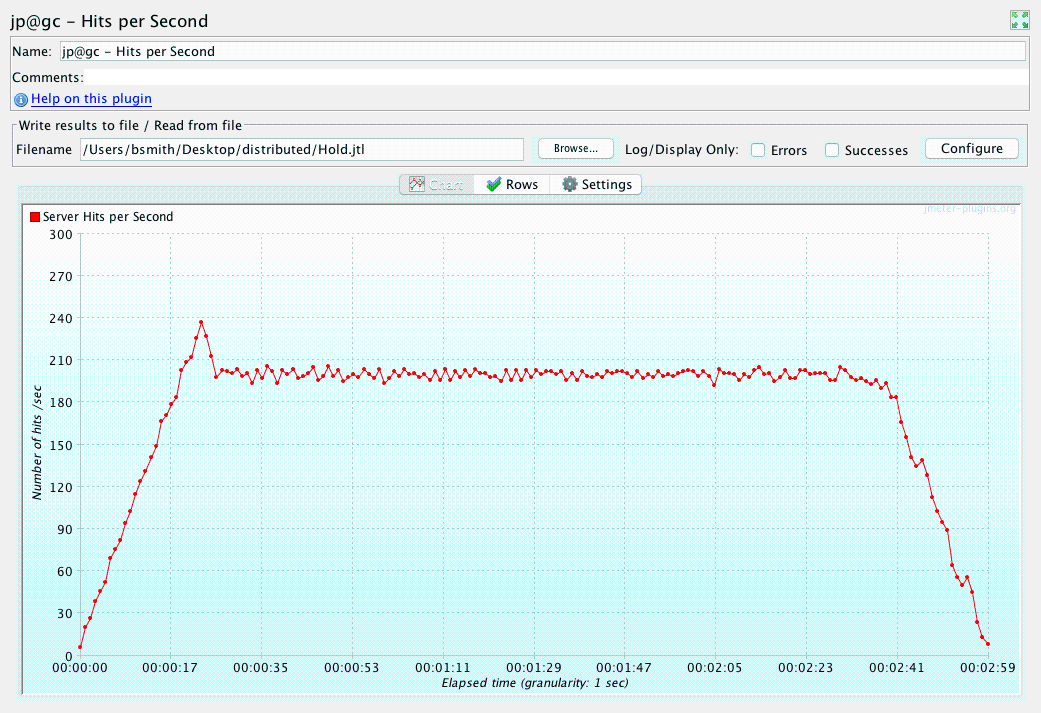 jp@gc - Hits per Second
Name: jp@gc - Hits per Second
Comments:
Help on this plugin
Write results to file / Read from file
Filename /Users/bsmith/Desktop/distributed/Hold.jtl Browse... Log/Display Only: Errors Successes Configure
Chart Rows Settings
jmeter-plugins.org
Server Hits per Second
300
270
240
210
180
150
120
90
60
30
0
Number of hits /sec
00:00:00 00:00:17 00:00:35 00:00:53 00:01:11 00:01:29 00:01:47 00:02:05 00:02:23 00:02:41 00:02:59
Elapsed time (granularity: 1 sec)